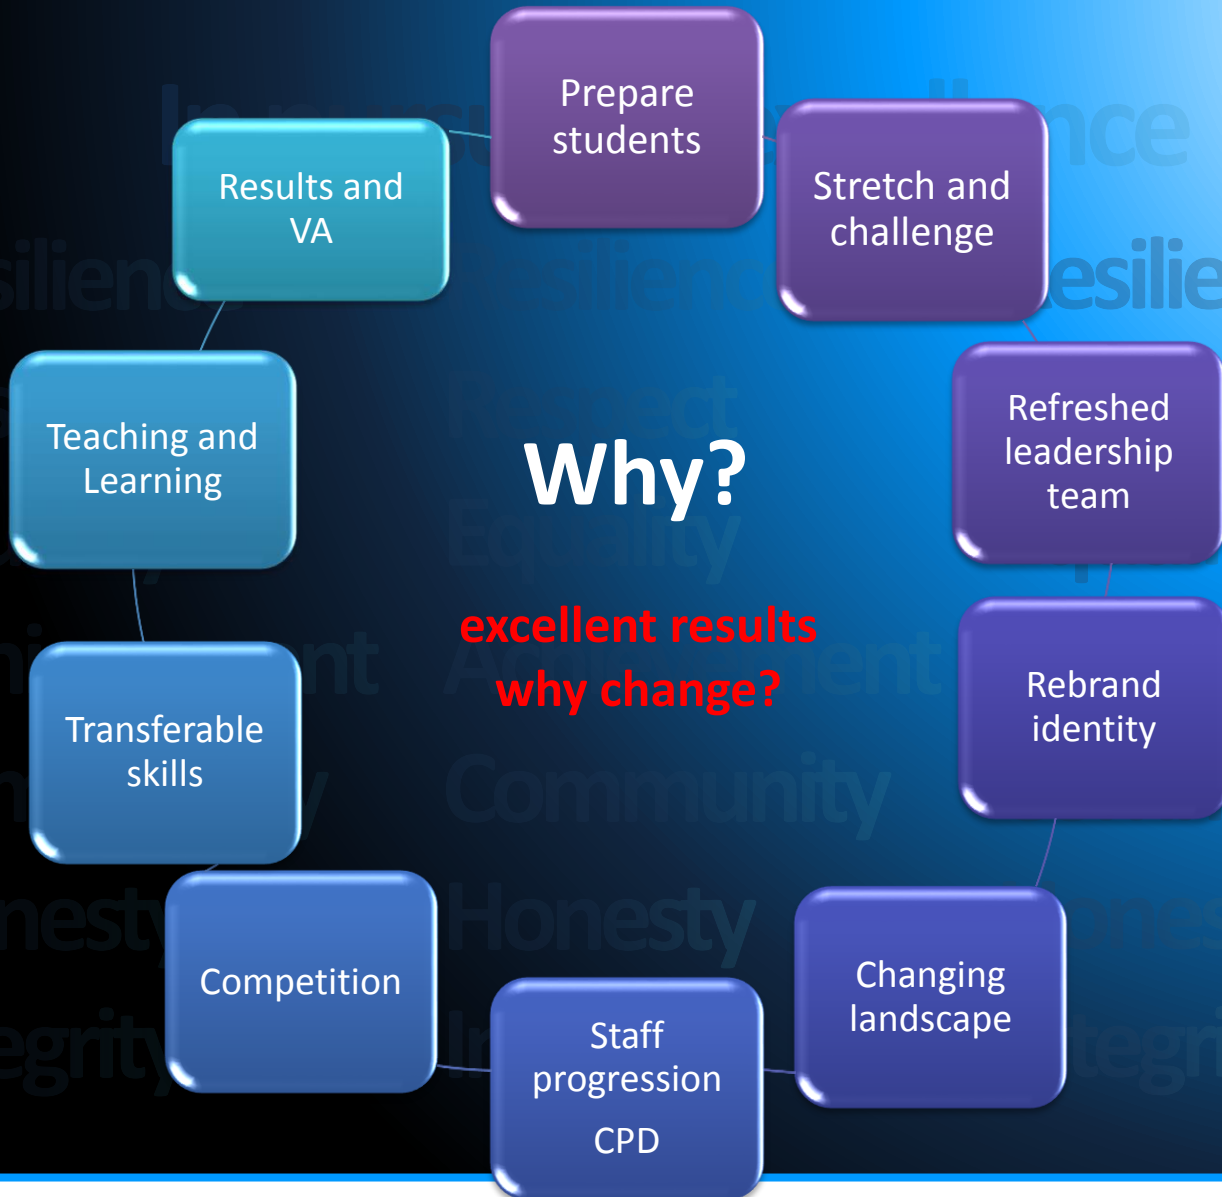 Prepare
students
Stretch and
challenge
Refreshed
leadership
team
Rebrand
identity
Changing
landscape
Staff
progression
CPD
Competition
Transferable
skills
Teaching and
Learning
Results and
VA
Why?
excellent results
why change?
Respect
Equality
Community
Honesty